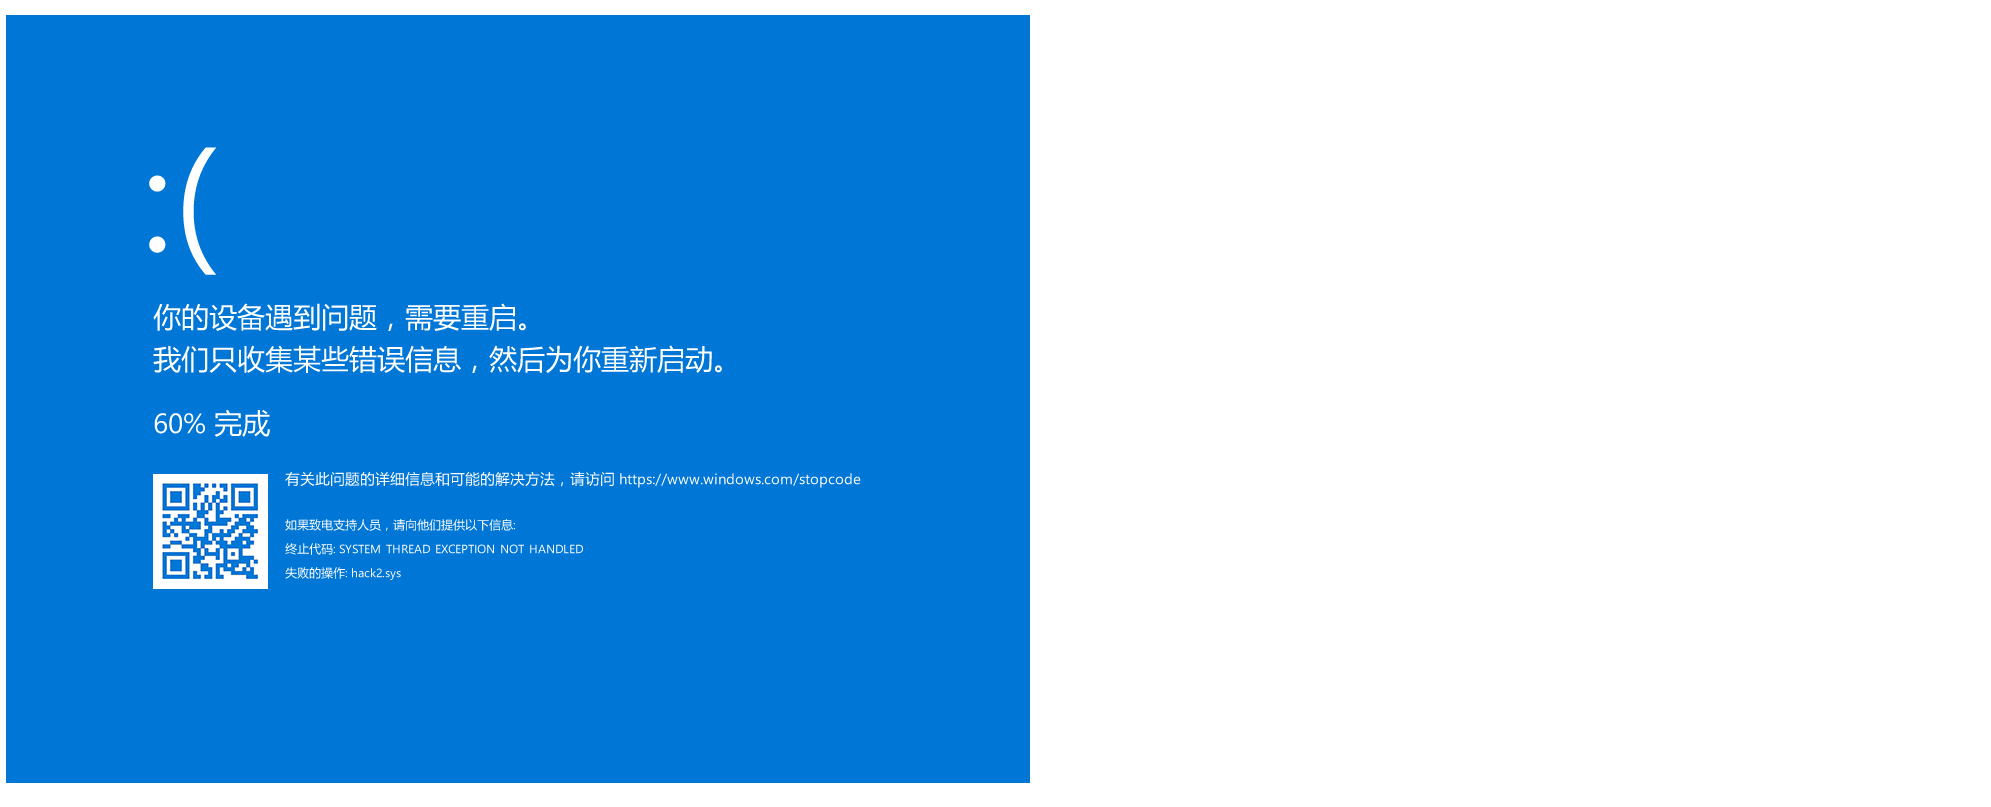 :(
你的设备遇到问题，需要重启。
我们只收集某些错误信息，然后为你重新启动。
60% 完成
有关此问题的详细信息和可能的解决方法，请访问 https://www.windows.com/stopcode
如果致电支持人员，请向他们提供以下信息:
终止代码: SYSTEM THREAD EXCEPTION NOT HANDLED
失败的操作: hack2.sys